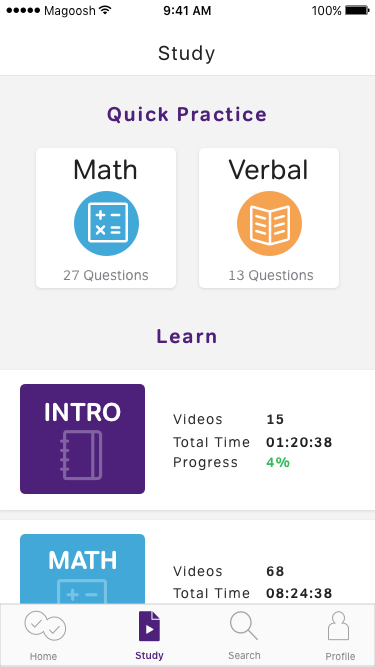 Magoosh 9:41 AM 100%
Study
Quick Practice
Math
27 Questions
Verbal
13 Questions
Learn
INTRO
Videos 15
Total Time 01:20:38
Progress 4%
MATH
Videos 68
Total Time 08:24:38
Home Study Search Profile